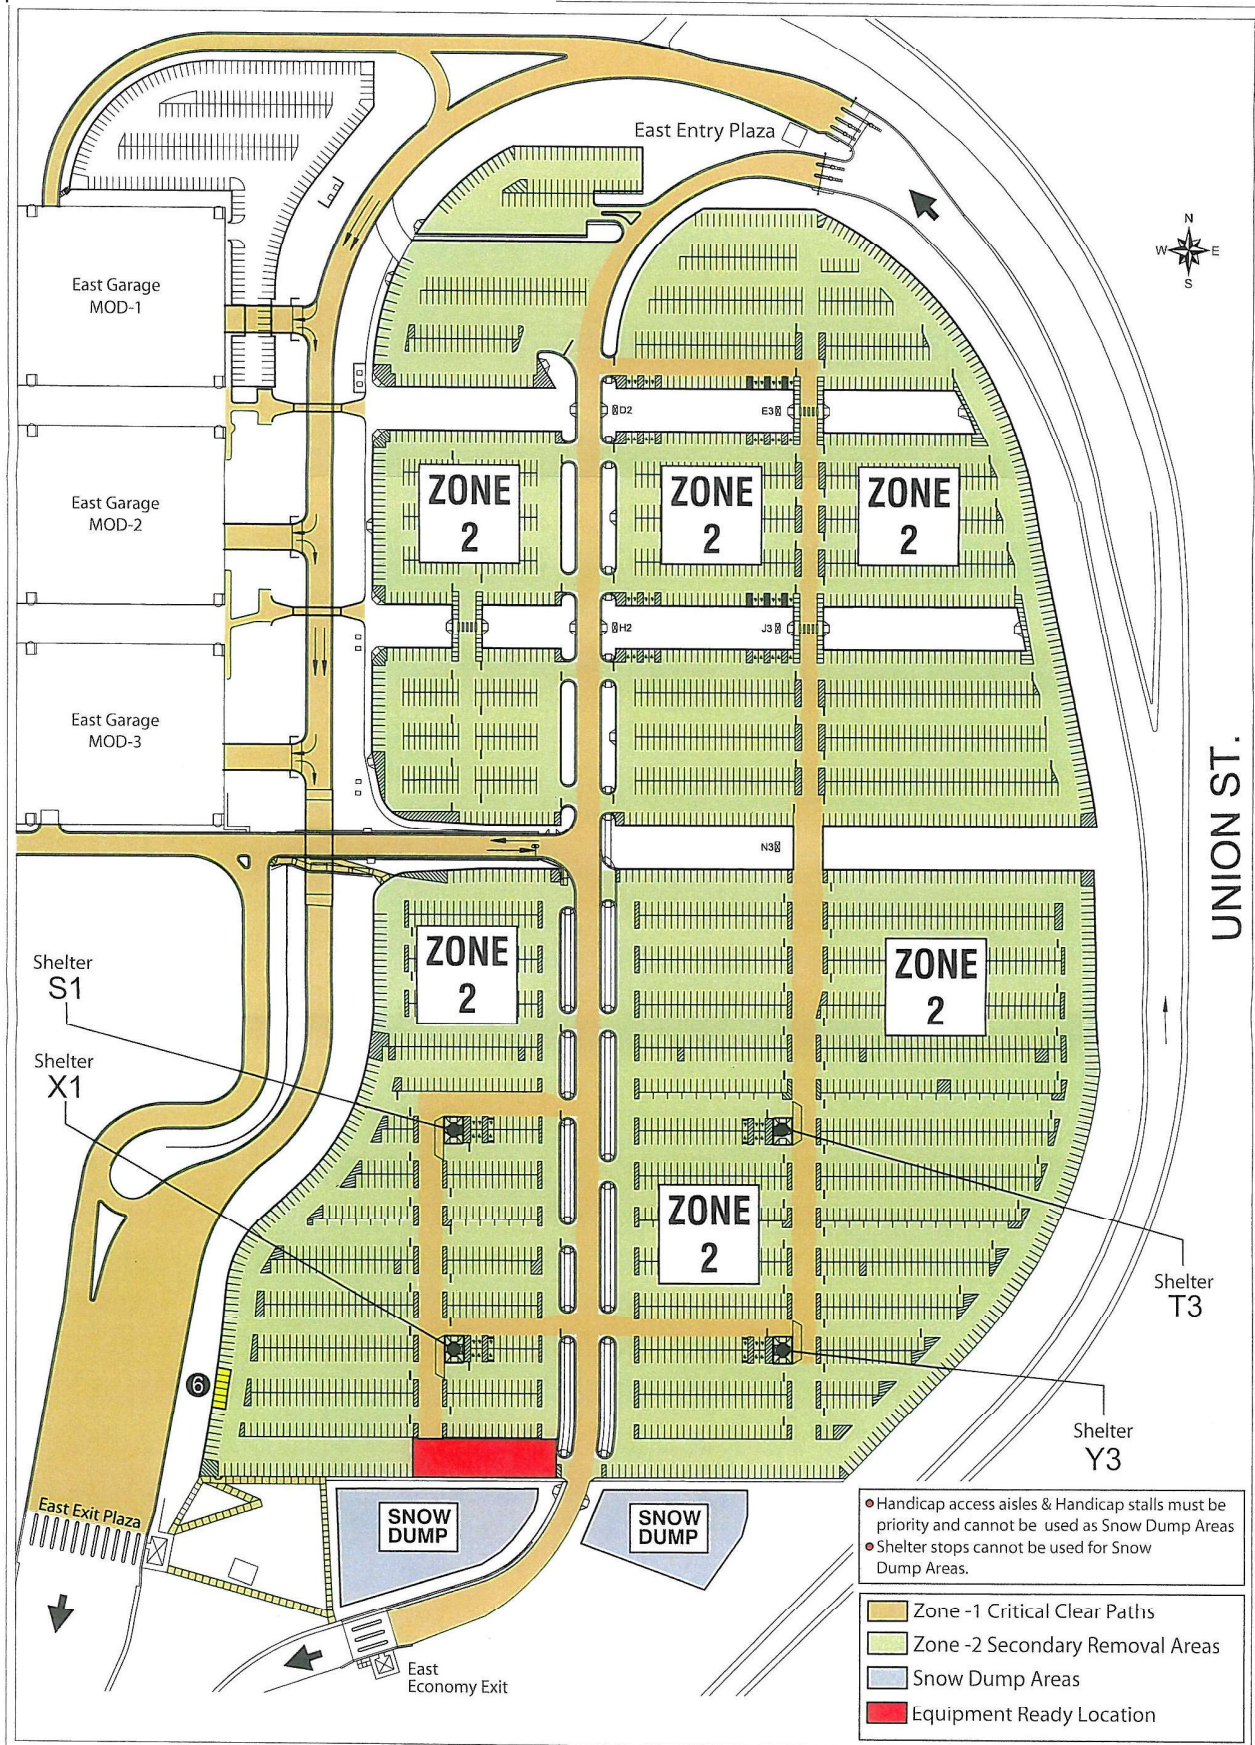 East Entry Plaza
N
W E
S
East Garage
MOD-1
D2
E3
East Garage
MOD-2
ZONE
2
ZONE
2
ZONE
2
H2
J3
East Garage
MOD-3
UNION ST.
N3
Shelter
S1
ZONE
2
ZONE
2
Shelter
X1
ZONE
2
Shelter
T3
6
Shelter
Y3
East Exit Plaza
SNOW
DUMP
SNOW
DUMP
Handicap access aisles & Handicap stalls must be
priority and cannot be used as Snow Dump Areas
Shelter stops cannot be used for Snow
Dump Areas.
East
Economy Exit
Zone -1 Critical Clear Paths
Zone -2 Secondary Removal Areas
Snow Dump Areas
Equipment Ready Location